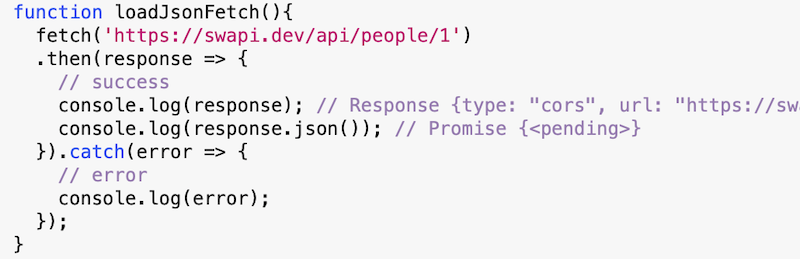 function loadJsonFetch(){
  fetch('https://swapi.dev/api/people/1')
  .then(response => {
    // success
    console.log(response); // Response {type: "cors", url: "https://sw
    console.log(response.json()); // Promise {<pending>}
  }).catch(error => {
    // error
    console.log(error);
  });
}